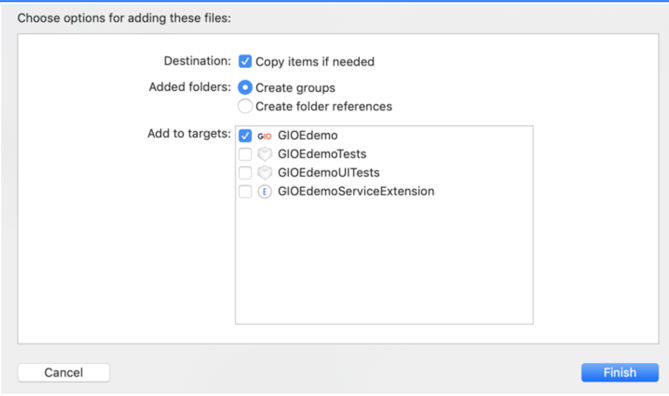 Choose options for adding these files:
Destination: Copy items if needed
Added folders: Create groups
Create folder references
Add to targets: GIO GIOEdemo
GIOEdemoTests
GIOEdemoUITests
E GIOEdemoServiceExtension
Cancel Finish